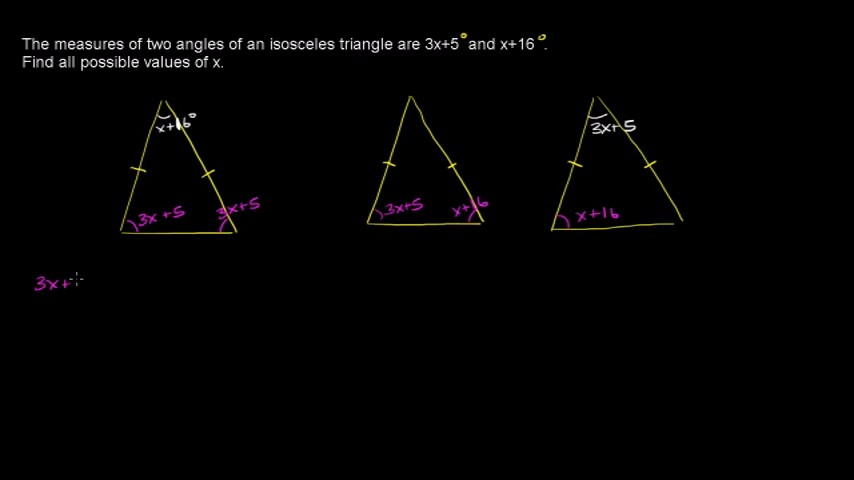 The measures of two angles of an isosceles triangle are 3x+5° and x+16°.
Find all possible values of x.
x+16°
3x+5
3x+5
3x+5
x+16
3x+5
x+16
3x+